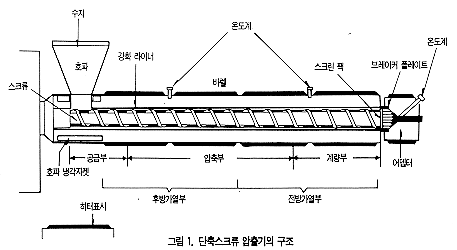 수지
온도계
호퍼
강화 라이너
바렐
스크린 팩
브레이커 플레이트
온도계
스크류
호퍼 냉각자켓
공급부
압축부
계량부
어댑터
후방가열부
전방가열부
히터표시
그림 1. 단축스크류 압출기의 구조